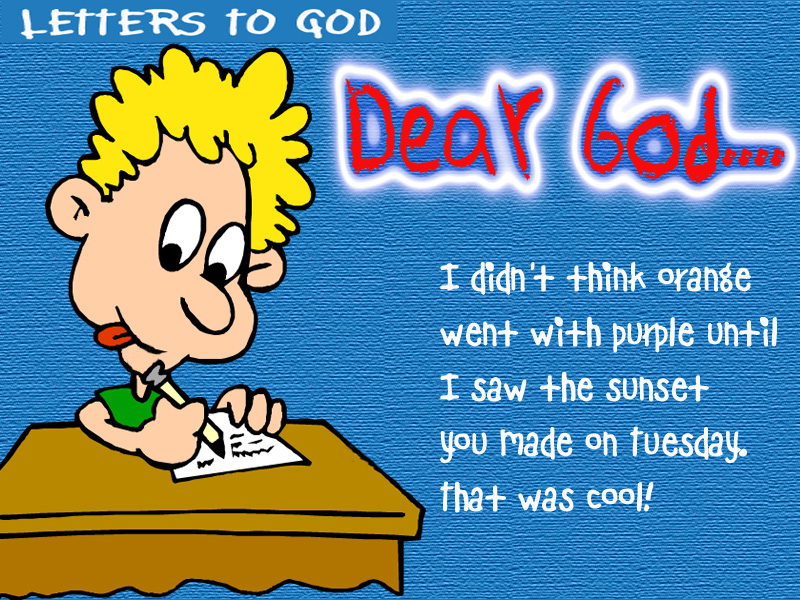 LETTERS TO GOD
Dear God....
I didn't think orange
went with purple until
I saw the sunset
you made on Tuesday.
that was cool!